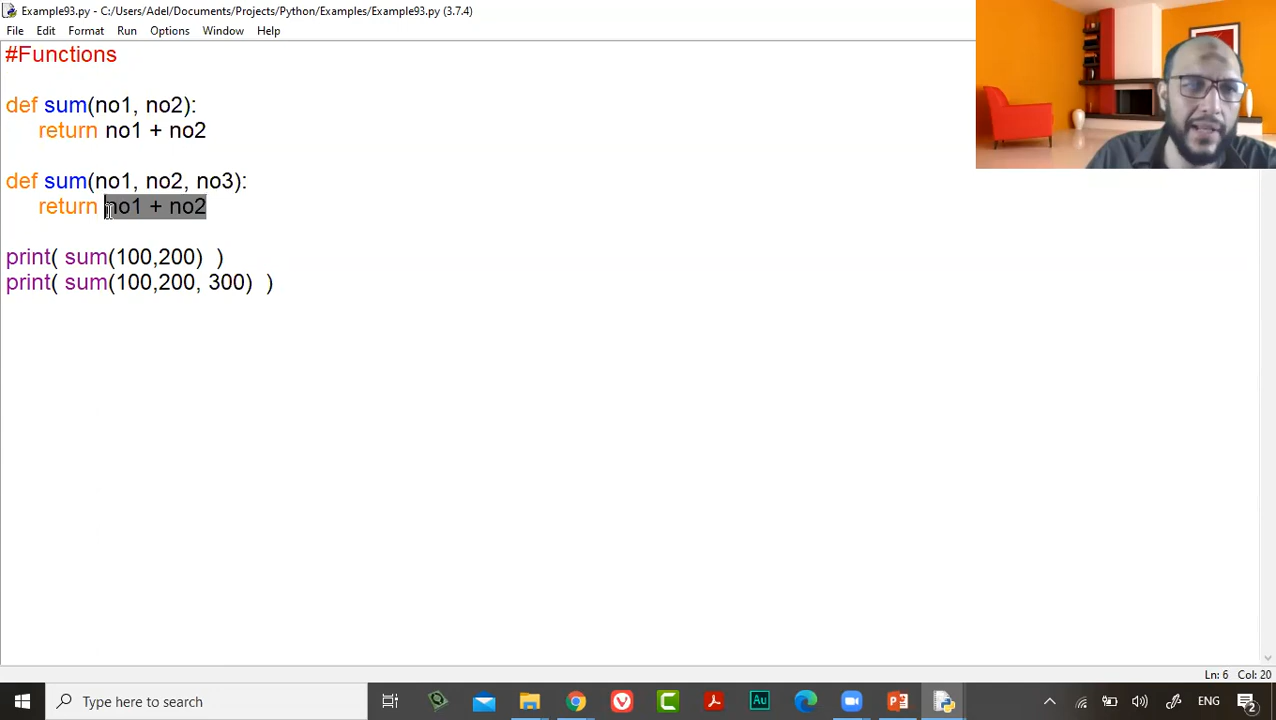 Example93.py - C:/Users/Adel/Documents/Projects/Python/Examples/Example93.py (3.7.4)
File Edit Format Run Options Window Help
#Functions
def sum(no1, no2):
return no1 + no2
def sum(no1, no2, no3):
return no1 + no2
print( sum(100,200) )
print( sum(100,200, 300) )
Ln: 6 Col: 20
Type here to search
Au
ENG
2